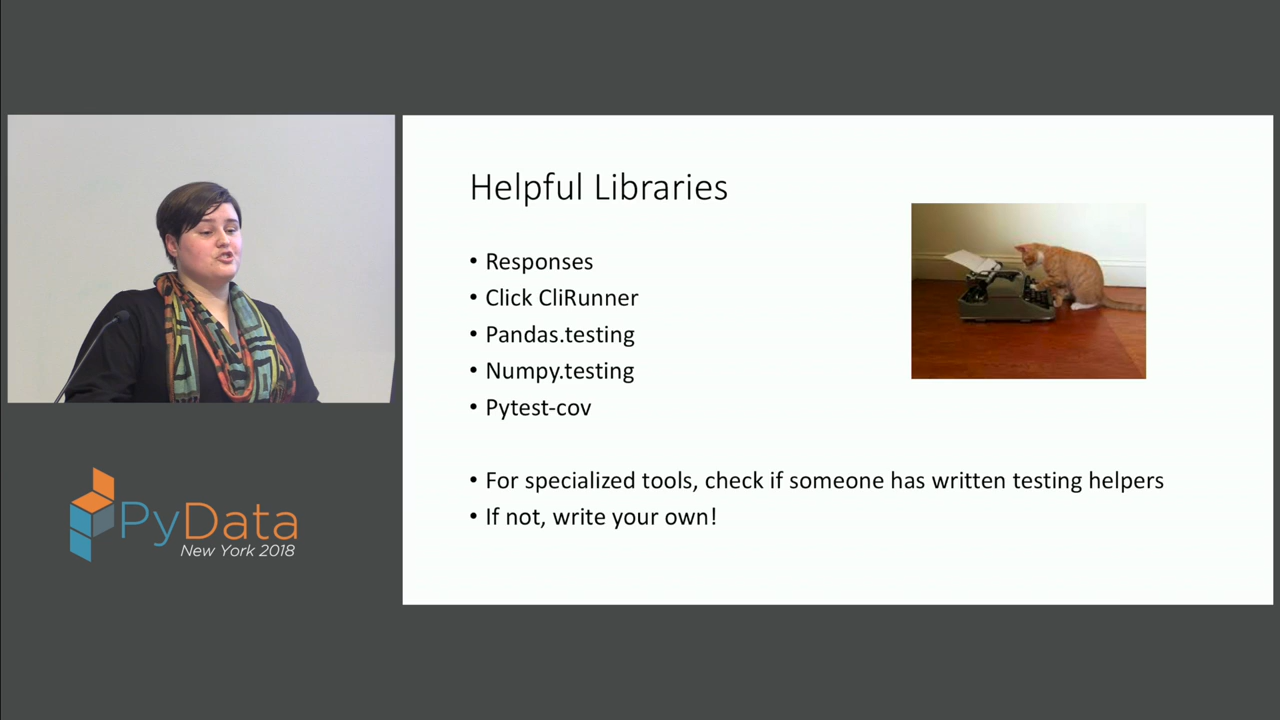 Helpful Libraries
• Responses
• Click CliRunner
• Pandas.testing
• Numpy.testing
• Pytest-cov
• For specialized tools, check if someone has written testing helpers
• If not, write your own!
PyData
New York 2018